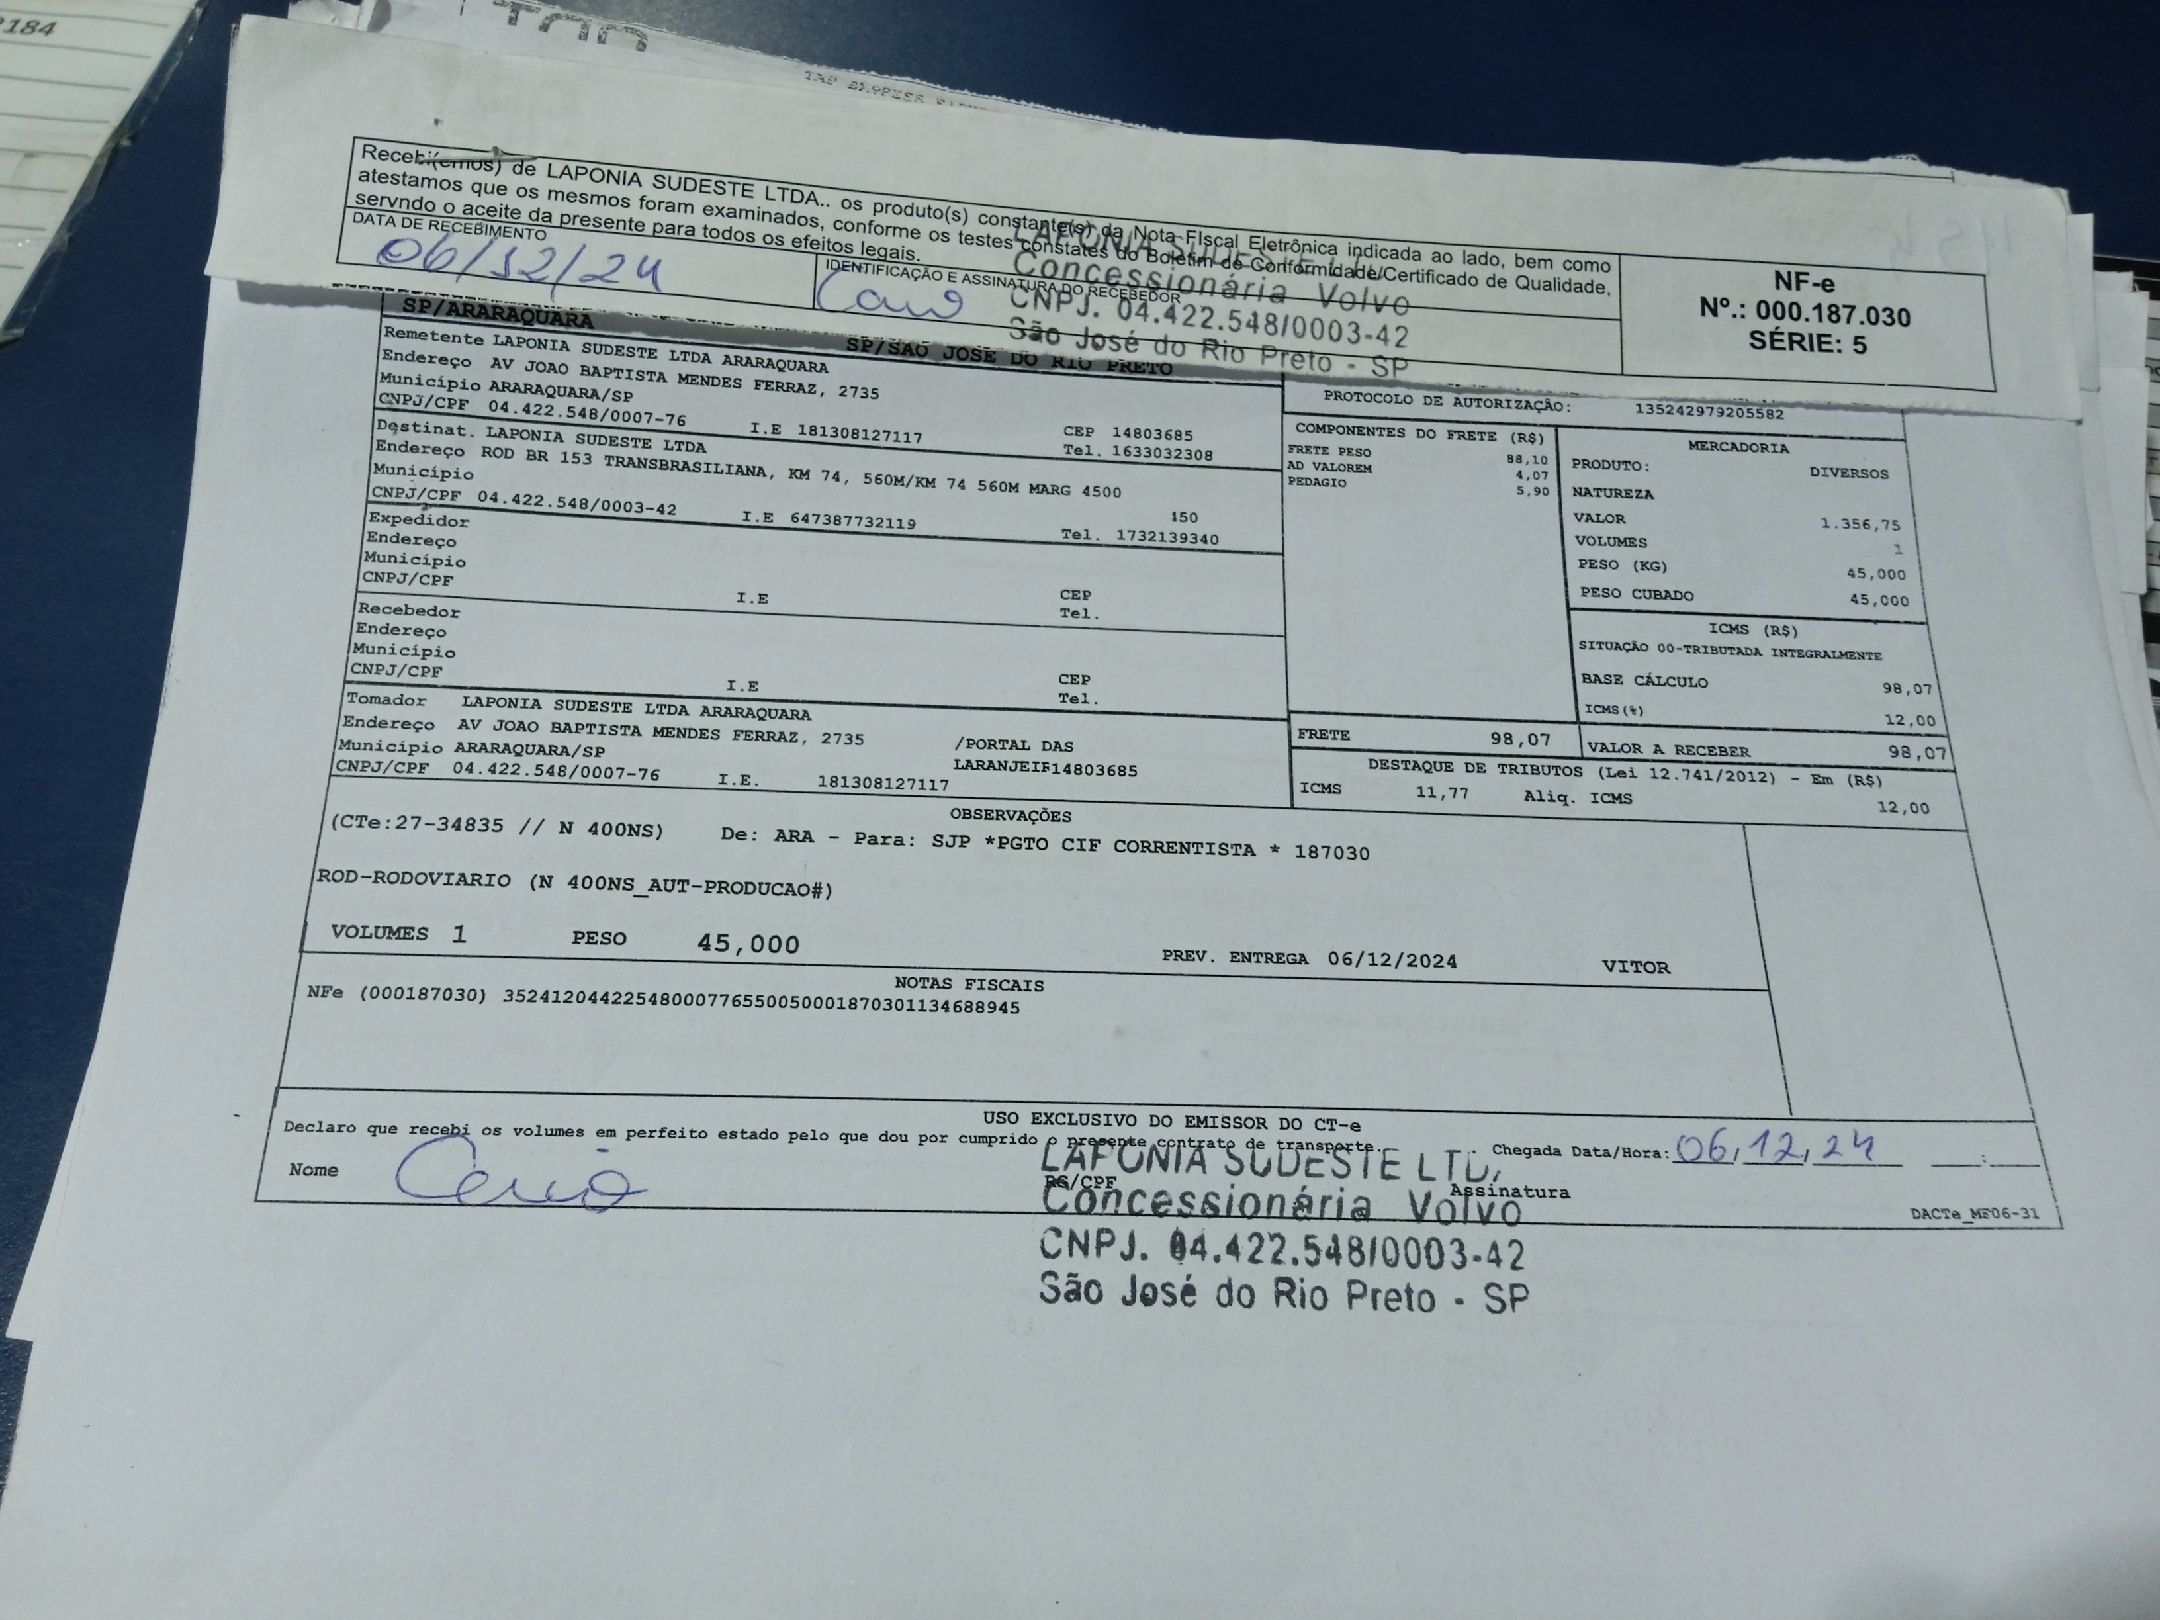 2184
Recebi(emos) de LAPONIA SUDESTE LTDA.. os produto(s) constante(s) da Nota FIscal Eletrônica indicada ao lado, bem como
atestamos que os mesmos foram examinados, conforme os testes constates do Boletim de Conformidade/Certificado de Qualidade,
servndo o aceite da presente para todos os efeitos legais.
DATA DE RECEBIMENTO
06/12/24
IDENTIFICAÇÃO E ASSINATURA DO RECEBEDOR
LAPONIA SUDESTE LTD
Concessionária Volvo
CNPJ. 04.422.548/0003-42
São José do Rio Preto - SP
NF-e
Nº.: 000.187.030
SÉRIE: 5
SP/ARARAQUARA SP/SAO JOSE DO RIO PRETO
Remetente LAPONIA SUDESTE LTDA ARARAQUARA
Endereço AV JOAO BAPTISTA MENDES FERRAZ, 2735
Município ARARAQUARA/SP CEP 14803685
CNPJ/CPF 04.422.548/0007-76 I.E 181308127117 Tel. 1633032308
Destinat. LAPONIA SUDESTE LTDA
Endereço ROD BR 153 TRANSBRASILIANA, KM 74, 560M/KM 74 560M MARG 4500
Município 150
CNPJ/CPF 04.422.548/0003-42 I.E 647387732119 Tel. 1732139340
Expedidor
Endereço
Município CEP
CNPJ/CPF I.E Tel.
Recebedor
Endereço
Município CEP
CNPJ/CPF I.E Tel.
Tomador LAPONIA SUDESTE LTDA ARARAQUARA
Endereço AV JOAO BAPTISTA MENDES FERRAZ, 2735 /PORTAL DAS
Município ARARAQUARA/SP LARANJEIF14803685
CNPJ/CPF 04.422.548/0007-76 I.E. 181308127117
PROTOCOLO DE AUTORIZAÇÃO: 135242979205582
COMPONENTES DO FRETE (R$)
FRETE PESO 88,10
AD VALOREM 4,07
PEDAGIO 5,90
MERCADORIA
PRODUTO: DIVERSOS
NATUREZA
VALOR 1.356,75
VOLUMES 1
PESO (KG) 45,000
PESO CUBADO 45,000
ICMS (R$)
SITUAÇÃO 00-TRIBUTADA INTEGRALMENTE
BASE CÁLCULO 98,07
ICMS(%) 12,00
FRETE 98,07 VALOR A RECEBER 98,07
DESTAQUE DE TRIBUTOS (Lei 12.741/2012) - Em (R$)
ICMS 11,77 Aliq. ICMS 12,00
OBSERVAÇÕES
(CTe:27-34835 // N 400NS) De: ARA - Para: SJP *PGTO CIF CORRENTISTA * 187030
ROD-RODOVIARIO (N 400NS_AUT-PRODUCAO#)
VOLUMES 1 PESO 45,000 PREV. ENTREGA 06/12/2024 VITOR
NOTAS FISCAIS
NFe (000187030) 35241204422548000776550050001870301134688945
USO EXCLUSIVO DO EMISSOR DO CT-e
Declaro que recebi os volumes em perfeito estado pelo que dou por cumprido o presente contrato de transporte. Chegada Data/Hora: 06,12,24 :
Nome RG/CPF Assinatura
DACTe_MF06-31
LAPONIA SUDESTE LTD,
Concessionária Volvo
CNPJ. 04.422.548/0003-42
São José do Rio Preto - SP